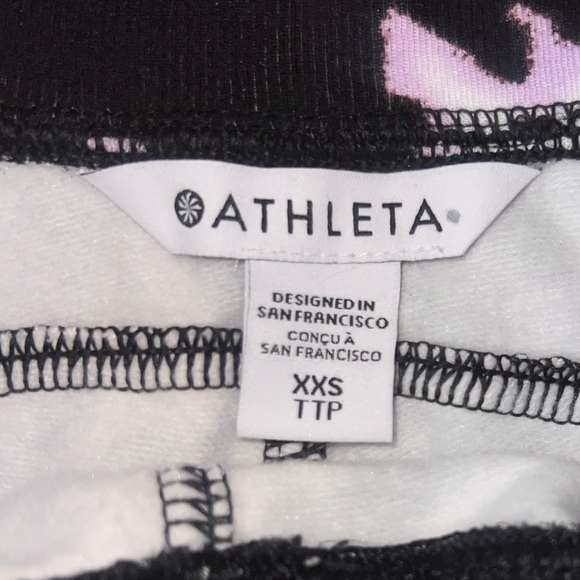 ATHLETA
DESIGNED IN
SAN FRANCISCO
CONÇU À
SAN FRANCISCO
XXS
TTP